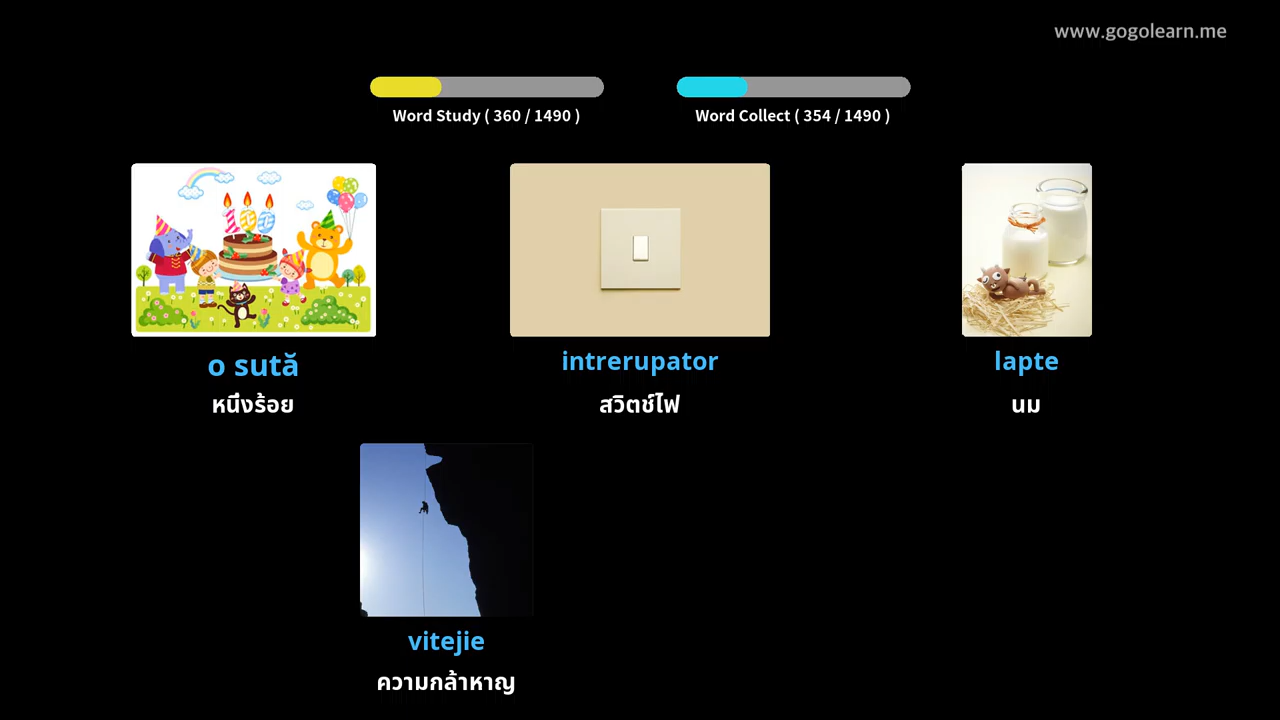 www.gogolearn.me
Word Study ( 360 / 1490 )
Word Collect ( 354 / 1490 )
100
o sută
หนึ่งร้อย
intrerupator
สวิตช์ไฟ
lapte
นม
vitejie
ความกล้าหาญ